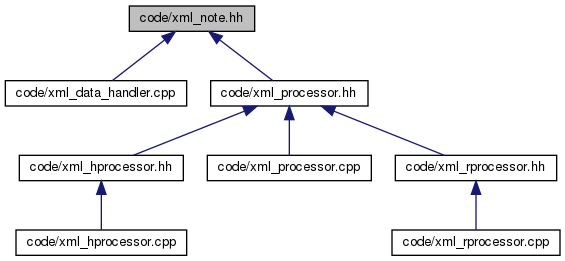 code/xml_note.hh
code/xml_data_handler.cpp
code/xml_processor.hh
code/xml_hprocessor.hh
code/xml_processor.cpp
code/xml_rprocessor.hh
code/xml_hprocessor.cpp
code/xml_rprocessor.cpp